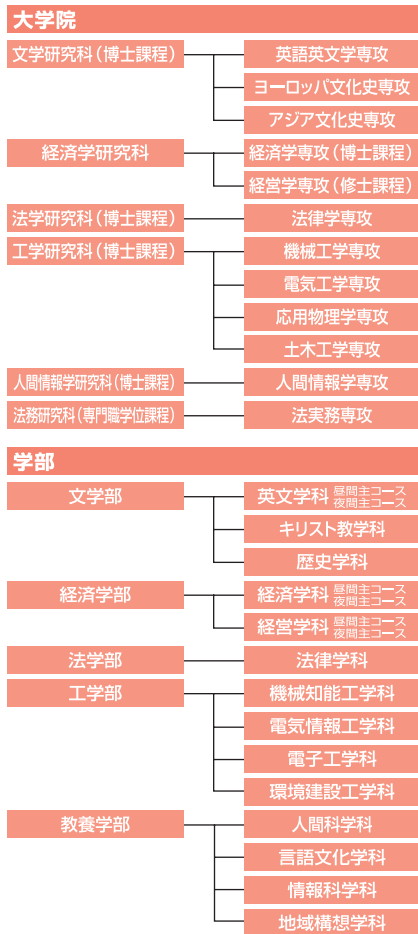 大学院
文学研究科(博士課程)
英語英文学専攻
ヨーロッパ文化史専攻
アジア文化史専攻
経済学研究科
経済学専攻(博士課程)
経営学専攻(修士課程)
法学研究科(博士課程)
法律学専攻
工学研究科(博士課程)
機械工学専攻
電気工学専攻
応用物理学専攻
土木工学専攻
人間情報学研究科(博士課程)
人間情報学専攻
法務研究科(専門職学位課程)
法実務専攻
学部
文学部
英文学科 昼間主コース
夜間主コース
キリスト教学科
歴史学科
経済学部
経済学科 昼間主コース
夜間主コース
経営学科 昼間主コース
夜間主コース
法学部
法律学科
工学部
機械知能工学科
電気情報工学科
電子工学科
環境建設工学科
教養学部
人間科学科
言語文化学科
情報科学科
地域構想学科